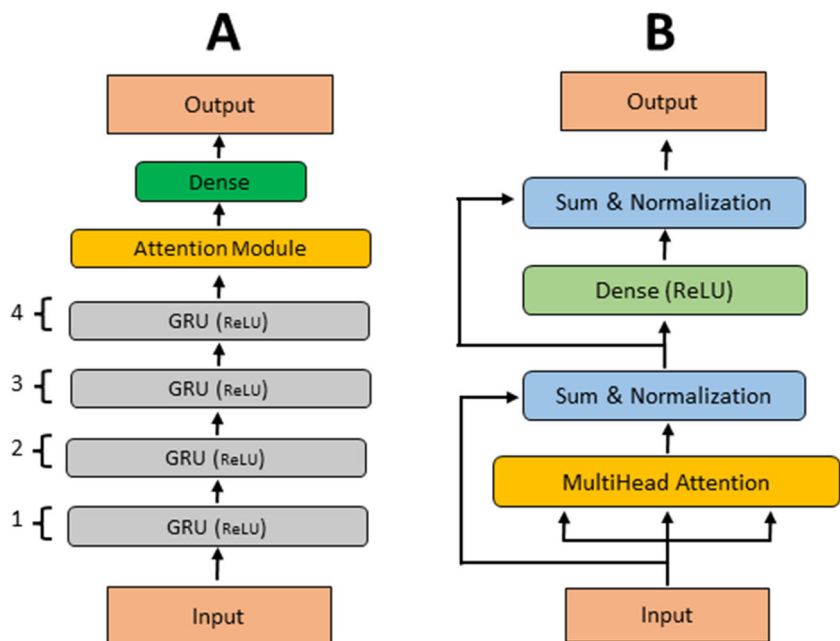 A
Output
Dense
Attention Module
4 { GRU (ReLU)
3 { GRU (ReLU)
2 { GRU (ReLU)
1 { GRU (ReLU)
Input
B
Output
Sum & Normalization
Dense (ReLU)
Sum & Normalization
MultiHead Attention
Input